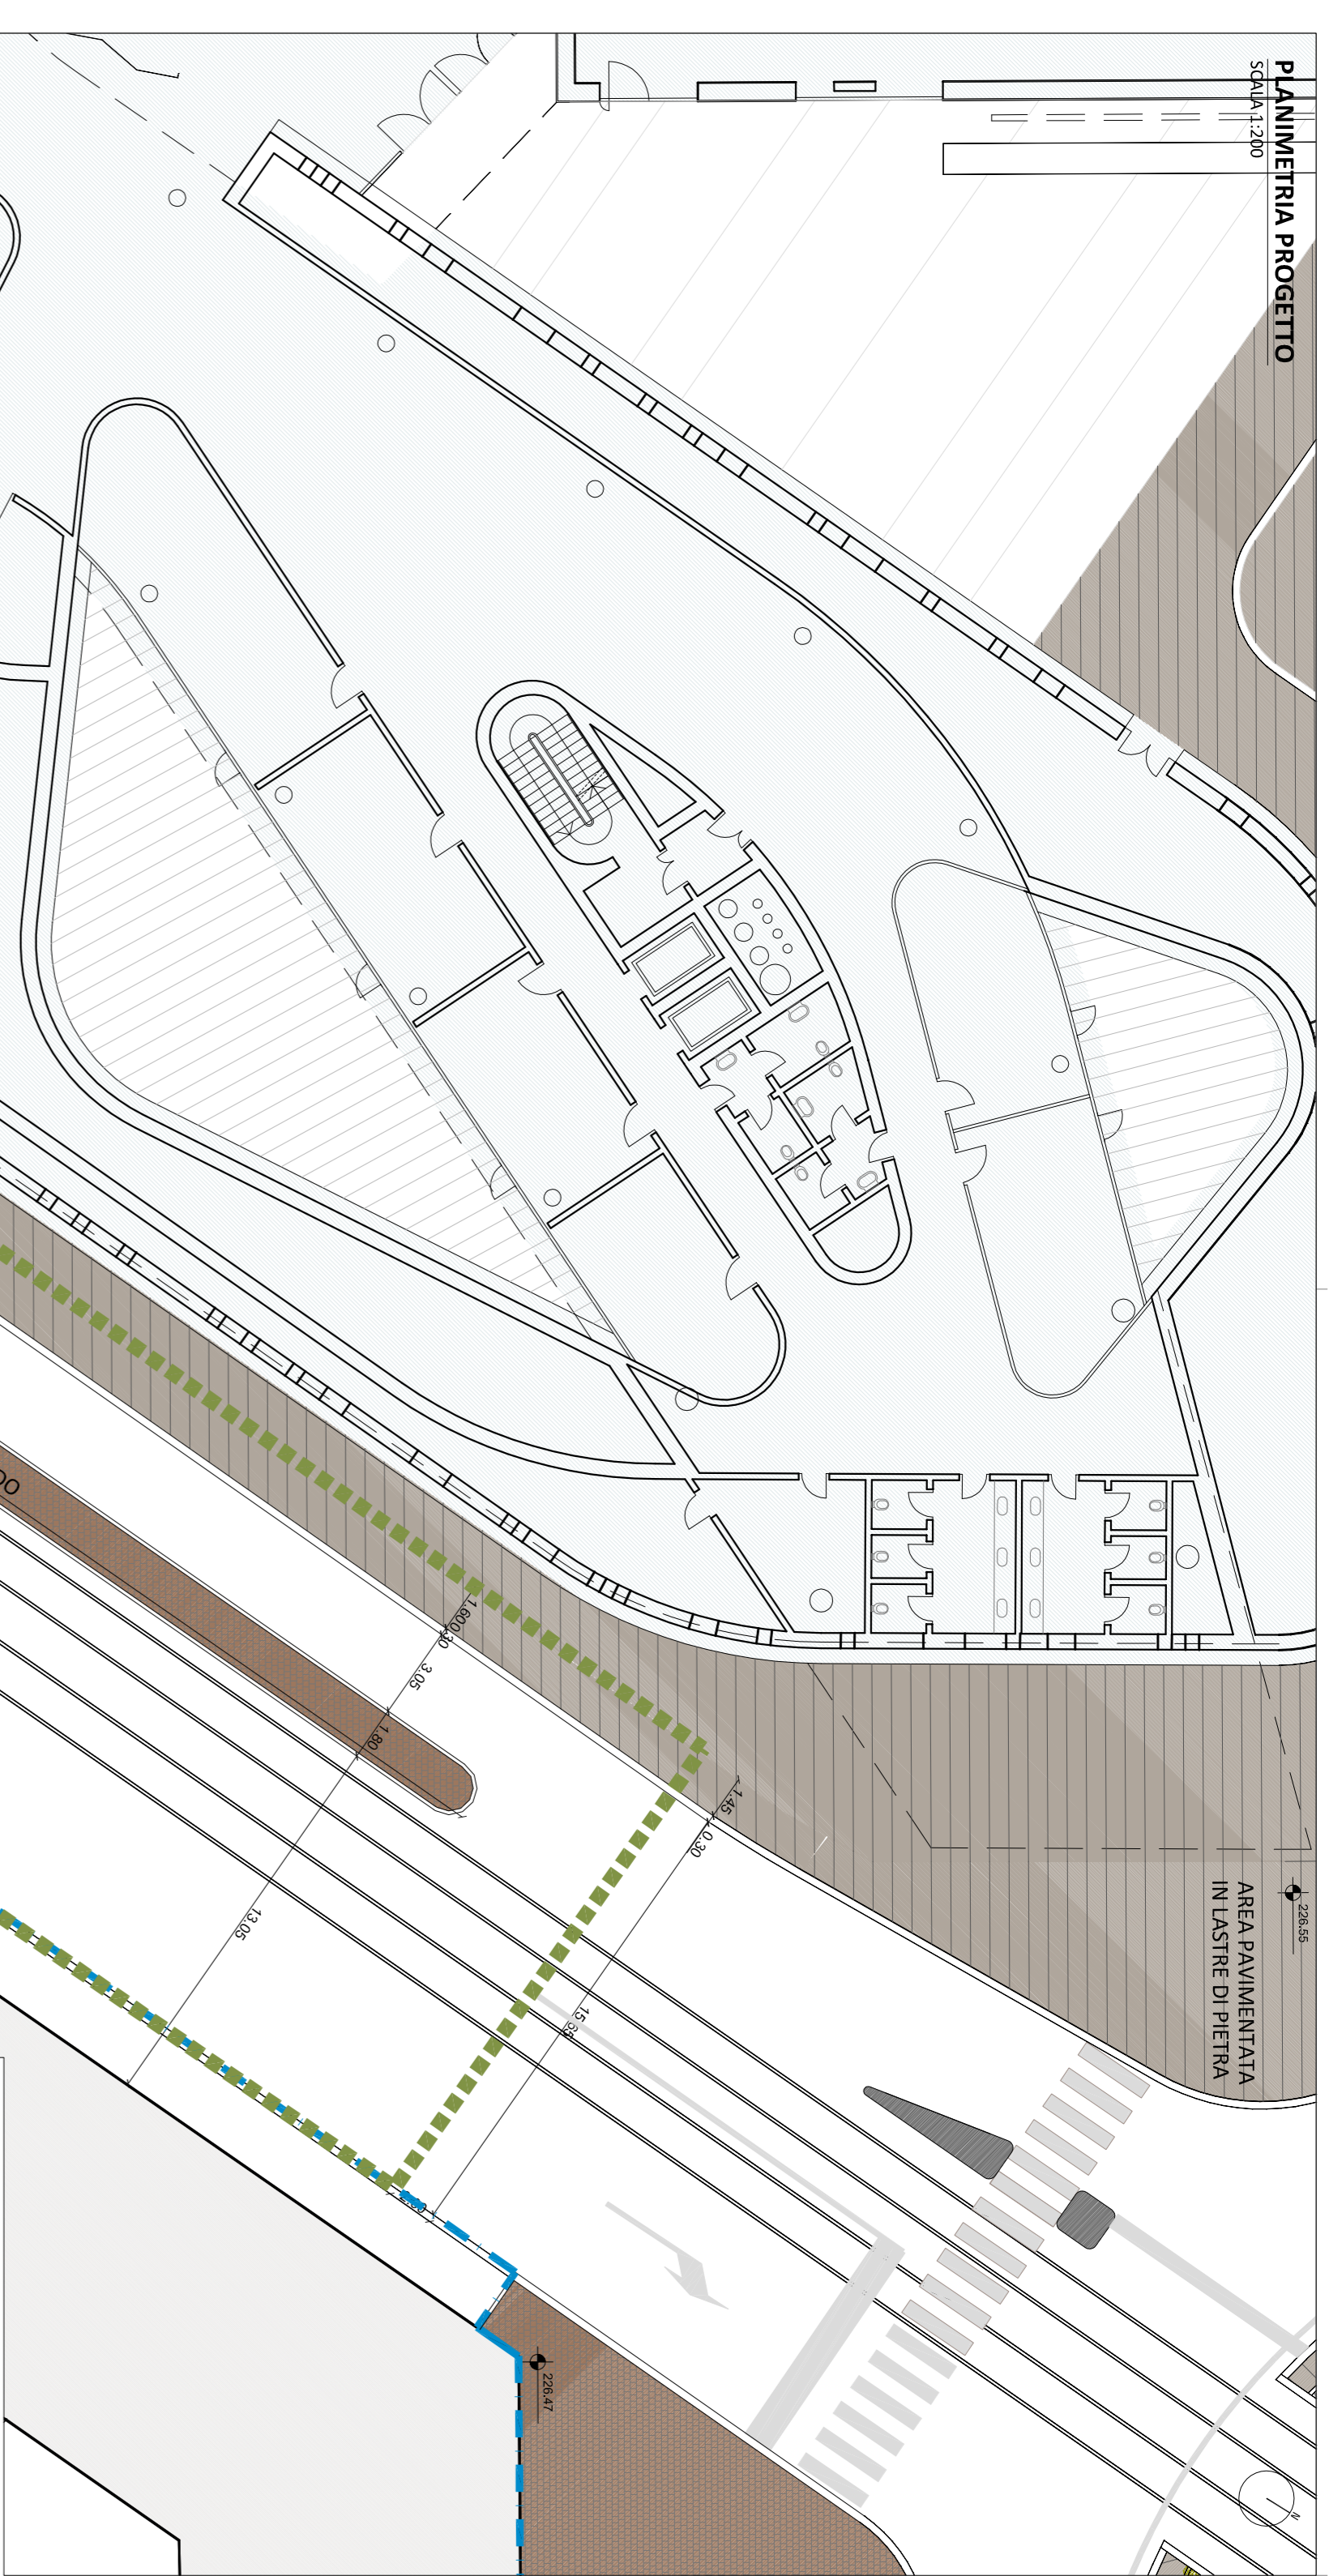 PLANIMETRIA PROGETTO
SCALA 1:200
226.55
AREA PAVIMENTATA
IN LASTRE DI PIETRA
1.60
0.30
3.05
1.80
13.05
1.45
0.30
15.65
226.47
N